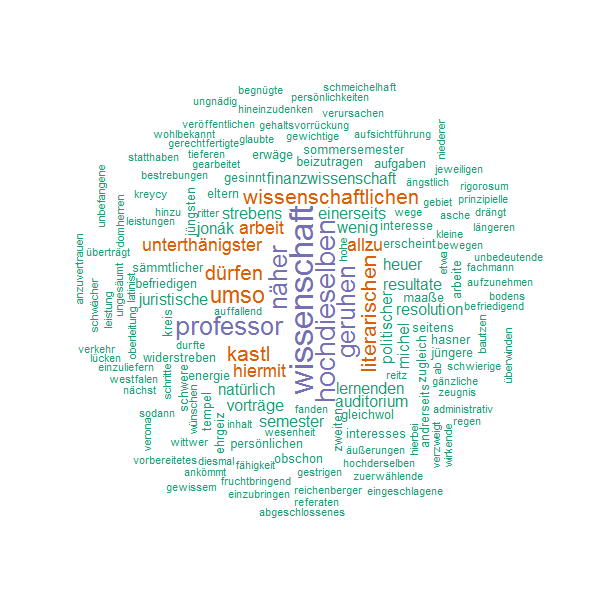 schmeichelhaft
begnügte
persönlichkeiten
ungnädig
hineinzudenken
verursachen
veröffentlichen
gehaltsvorrückung
niederer
wohlbekannt
gewichtige
aufsichtführung
gerechtfertigte
glaubte
sommersemester
statthaben
tieferen
erwäge
beizutragen
aufgaben
jeweiligen
gearbeitet
bestrebungen
gesinnt
finanzwissenschaft
ängstlich
rigorosum
unbefangene
kreycy
jüngsten
eltern
wissenschaftlichen
gebiet
prinzipielle
domherren
hinzu
ritter
strebens
einerseits
wege
asche
drängt
leistungen
jonák
arbeit
wissenschaft
hochdieselben
wenig
interesse
längeren
anzuvertrauen
überträgt
unterthänigster
näher
hohe
allzu
erscheint
bewegen
kleine
unbedeutende
sämmtlicher
dürfen
geruhen
literarischen
heuer
etwa
arbeite
fachmann
schwächer
leistung
ungesäumt
latinist
befriedigen
resultate
aufzunehmen
juristische
umso
politischer
maaße
bodens
oberleitung
auffallend
resolution
befriedigend
kreis
professor
michel
seitens
bautzen
überwinden
verkehr
durfte
hasner
lücken
widerstreben
kastl
zugleich
jüngere
einzuliefern
schritte
schwere
energie
hiermit
reitz
ab
schwierige
westfalen
gänzliche
nächst
wünschen
natürlich
lernenden
zeugnis
tempel
vorträge
auditorium
andrerseits
sodann
ehrgeiz
fanden
gleichwol
administrativ
verona
inhalt
semester
zweiten
hierbei
regen
wittwer
wesenheit
interesses
verzweigt
wirkende
persönlichen
äußerungen
vorbereitetes
diesmal
fähigkeit
obschon
hochderselben
ankömmt
gestrigen
zuerwählende
gewissem
fruchtbringend
reichenberger
eingeschlagene
einzubringen
referaten
abgeschlossenes